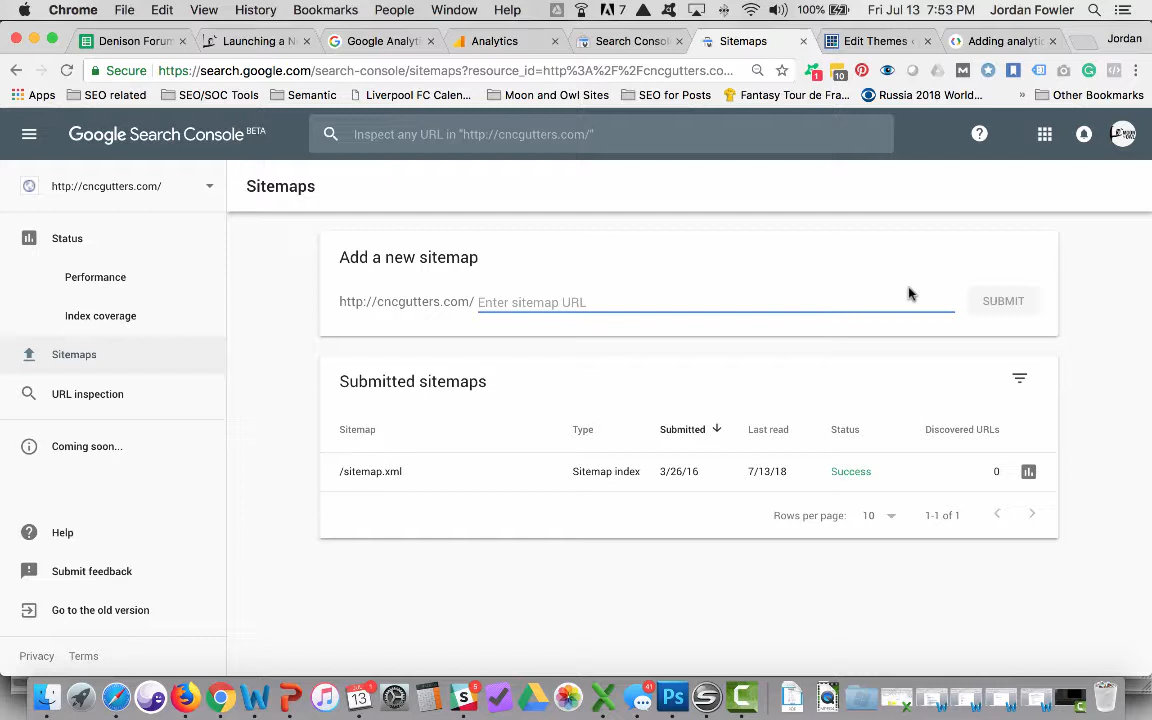 Chrome File Edit View History Bookmarks People Window Help 7 100% Fri Jul 13 7:53 PM Jordan Fowler
Denison Forum Launching a N Google Analyti Analytics Search Consol Sitemaps Edit Themes Adding analytic Jordan
Secure https://search.google.com/search-console/sitemaps?resource_id=http%3A%2F%2Fcncgutters.co... 1 10
Apps SEO related SEO/SOC Tools Semantic Liverpool FC Calen... Moon and Owl Sites SEO for Posts Fantasy Tour de Fra... Russia 2018 World... » Other Bookmarks
Google Search Console BETA
Inspect any URL in "http://cncgutters.com/"
http://cncgutters.com/
Sitemaps
Status
Performance
Index coverage
Sitemaps
URL inspection
Coming soon...
Help
Submit feedback
Go to the old version
Privacy Terms
Add a new sitemap
http://cncgutters.com/ Enter sitemap URL SUBMIT
Submitted sitemaps
Sitemap Type Submitted Last read Status Discovered URLs
/sitemap.xml Sitemap index 3/26/16 7/13/18 Success 0
Rows per page: 10 1-1 of 1